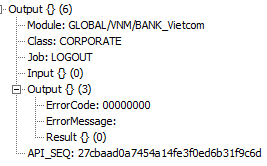 Output {} (6)
Module: GLOBAL/VNM/BANK_Vietcom
Class: CORPORATE
Job: LOGOUT
Input {} (0)
Output {} (3)
ErrorCode: 00000000
ErrorMessage:
Result {} (0)
API_SEQ: 27cbaad0a7454a14fe3f0ed6b31f9c6d